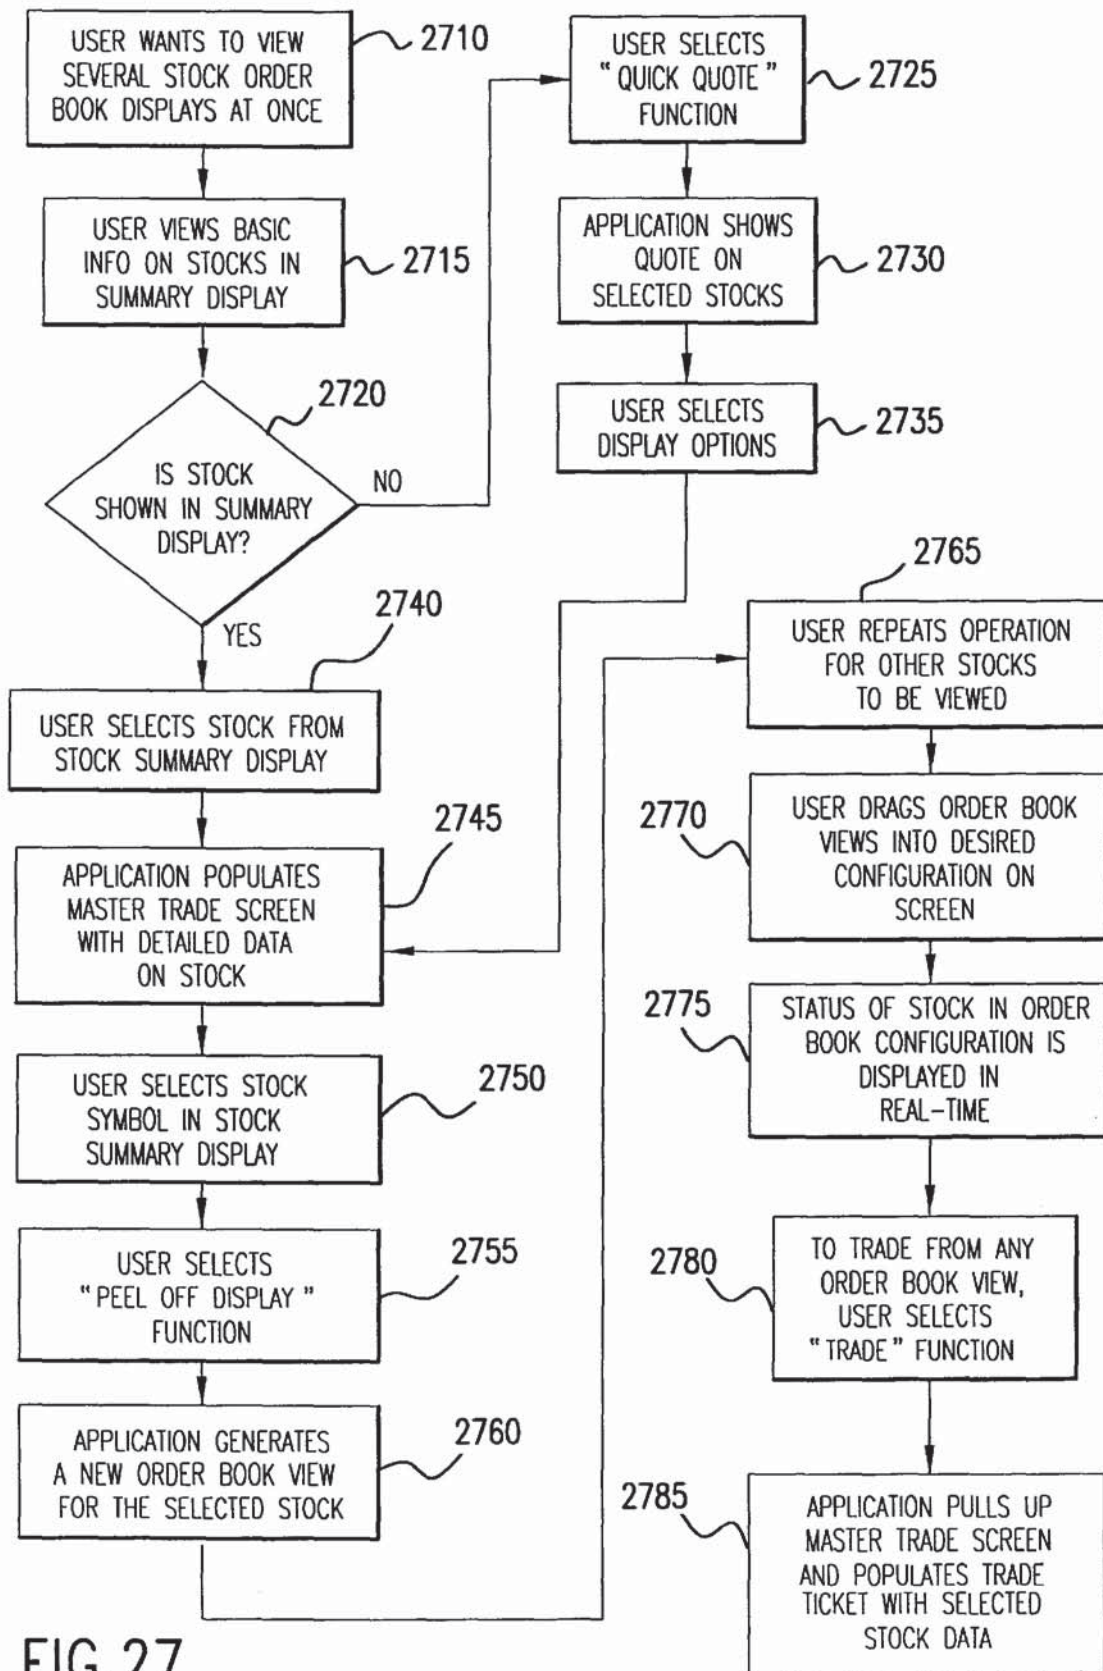 USER WANTS TO VIEW
SEVERAL STOCK ORDER
BOOK DISPLAYS AT ONCE
2710
USER VIEWS BASIC
INFO ON STOCKS IN
SUMMARY DISPLAY
2715
2720
IS STOCK
SHOWN IN SUMMARY
DISPLAY?
NO
YES
USER SELECTS
"QUICK QUOTE"
FUNCTION
2725
APPLICATION SHOWS
QUOTE ON
SELECTED STOCKS
2730
USER SELECTS
DISPLAY OPTIONS
2735
2740
USER SELECTS STOCK FROM
STOCK SUMMARY DISPLAY
2745
APPLICATION POPULATES
MASTER TRADE SCREEN
WITH DETAILED DATA
ON STOCK
USER SELECTS STOCK
SYMBOL IN STOCK
SUMMARY DISPLAY
2750
USER SELECTS
"PEEL OFF DISPLAY"
FUNCTION
2755
APPLICATION GENERATES
A NEW ORDER BOOK VIEW
FOR THE SELECTED STOCK
2760
2765
USER REPEATS OPERATION
FOR OTHER STOCKS
TO BE VIEWED
2770
USER DRAGS ORDER BOOK
VIEWS INTO DESIRED
CONFIGURATION ON
SCREEN
2775
STATUS OF STOCK IN ORDER
BOOK CONFIGURATION IS
DISPLAYED IN
REAL-TIME
2780
TO TRADE FROM ANY
ORDER BOOK VIEW,
USER SELECTS
"TRADE" FUNCTION
2785
APPLICATION PULLS UP
MASTER TRADE SCREEN
AND POPULATES TRADE
TICKET WITH SELECTED
STOCK DATA
FIG.27